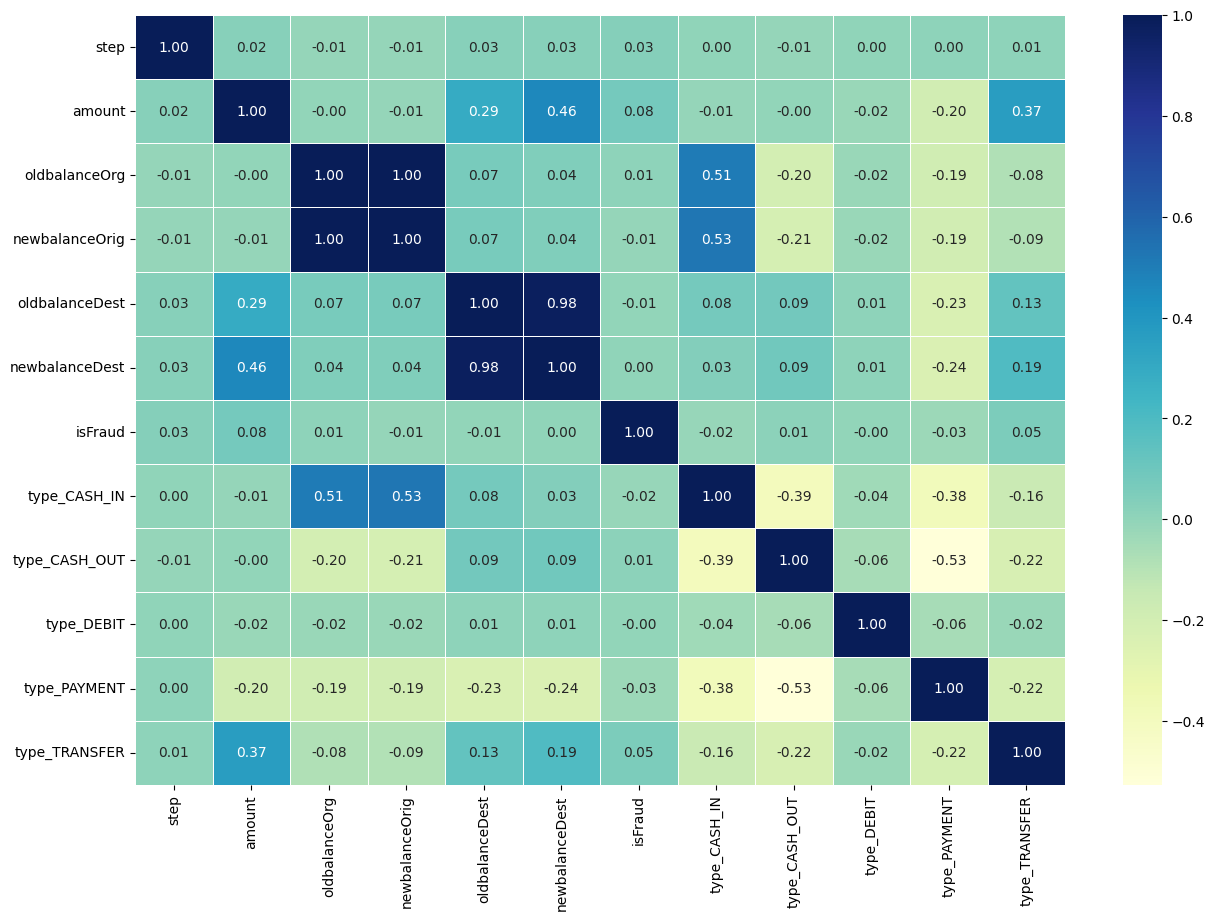 step 1.00 0.02 -0.01 -0.01 0.03 0.03 0.03 0.00 -0.01 0.00 0.00 0.01
amount 0.02 1.00 -0.00 -0.01 0.29 0.46 0.08 -0.01 -0.00 -0.02 -0.20 0.37
oldbalanceOrg -0.01 -0.00 1.00 1.00 0.07 0.04 0.01 0.51 -0.20 -0.02 -0.19 -0.08
newbalanceOrig -0.01 -0.01 1.00 1.00 0.07 0.04 -0.01 0.53 -0.21 -0.02 -0.19 -0.09
oldbalanceDest 0.03 0.29 0.07 0.07 1.00 0.98 -0.01 0.08 0.09 0.01 -0.23 0.13
newbalanceDest 0.03 0.46 0.04 0.04 0.98 1.00 0.00 0.03 0.09 0.01 -0.24 0.19
isFraud 0.03 0.08 0.01 -0.01 -0.01 0.00 1.00 -0.02 0.01 -0.00 -0.03 0.05
type_CASH_IN 0.00 -0.01 0.51 0.53 0.08 0.03 -0.02 1.00 -0.39 -0.04 -0.38 -0.16
type_CASH_OUT -0.01 -0.00 -0.20 -0.21 0.09 0.09 0.01 -0.39 1.00 -0.06 -0.53 -0.22
type_DEBIT 0.00 -0.02 -0.02 -0.02 0.01 0.01 -0.00 -0.04 -0.06 1.00 -0.06 -0.02
type_PAYMENT 0.00 -0.20 -0.19 -0.19 -0.23 -0.24 -0.03 -0.38 -0.53 -0.06 1.00 -0.22
type_TRANSFER 0.01 0.37 -0.08 -0.09 0.13 0.19 0.05 -0.16 -0.22 -0.02 -0.22 1.00
step
amount
oldbalanceOrg
newbalanceOrig
oldbalanceDest
newbalanceDest
isFraud
type_CASH_IN
type_CASH_OUT
type_DEBIT
type_PAYMENT
type_TRANSFER
1.0
0.8
0.6
0.4
0.2
0.0
−0.2
−0.4